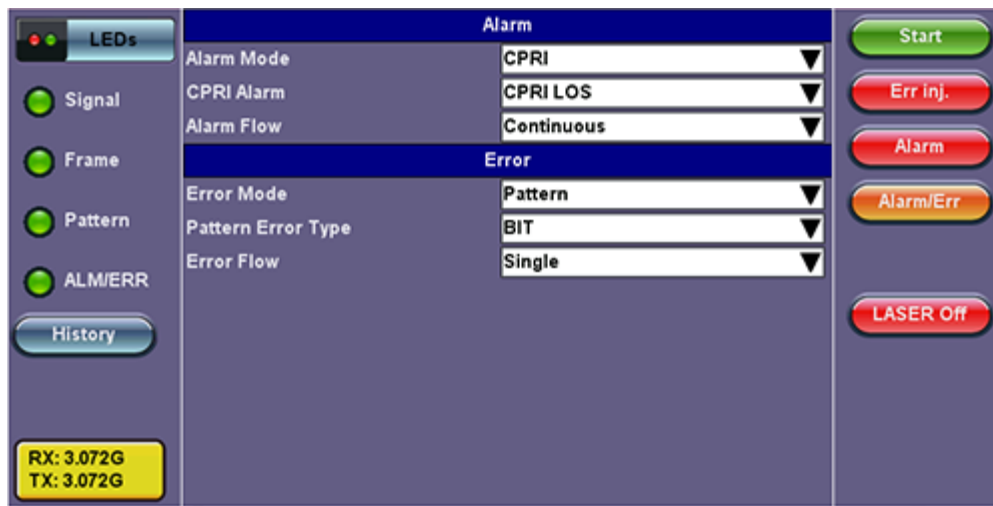 LEDs
Signal
Frame
Pattern
ALM/ERR
History
RX: 3.072G
TX: 3.072G
Alarm
Alarm Mode CPRI
CPRI Alarm CPRI LOS
Alarm Flow Continuous
Error
Error Mode Pattern
Pattern Error Type BIT
Error Flow Single
Start
Err inj.
Alarm
Alarm/Err
LASER Off